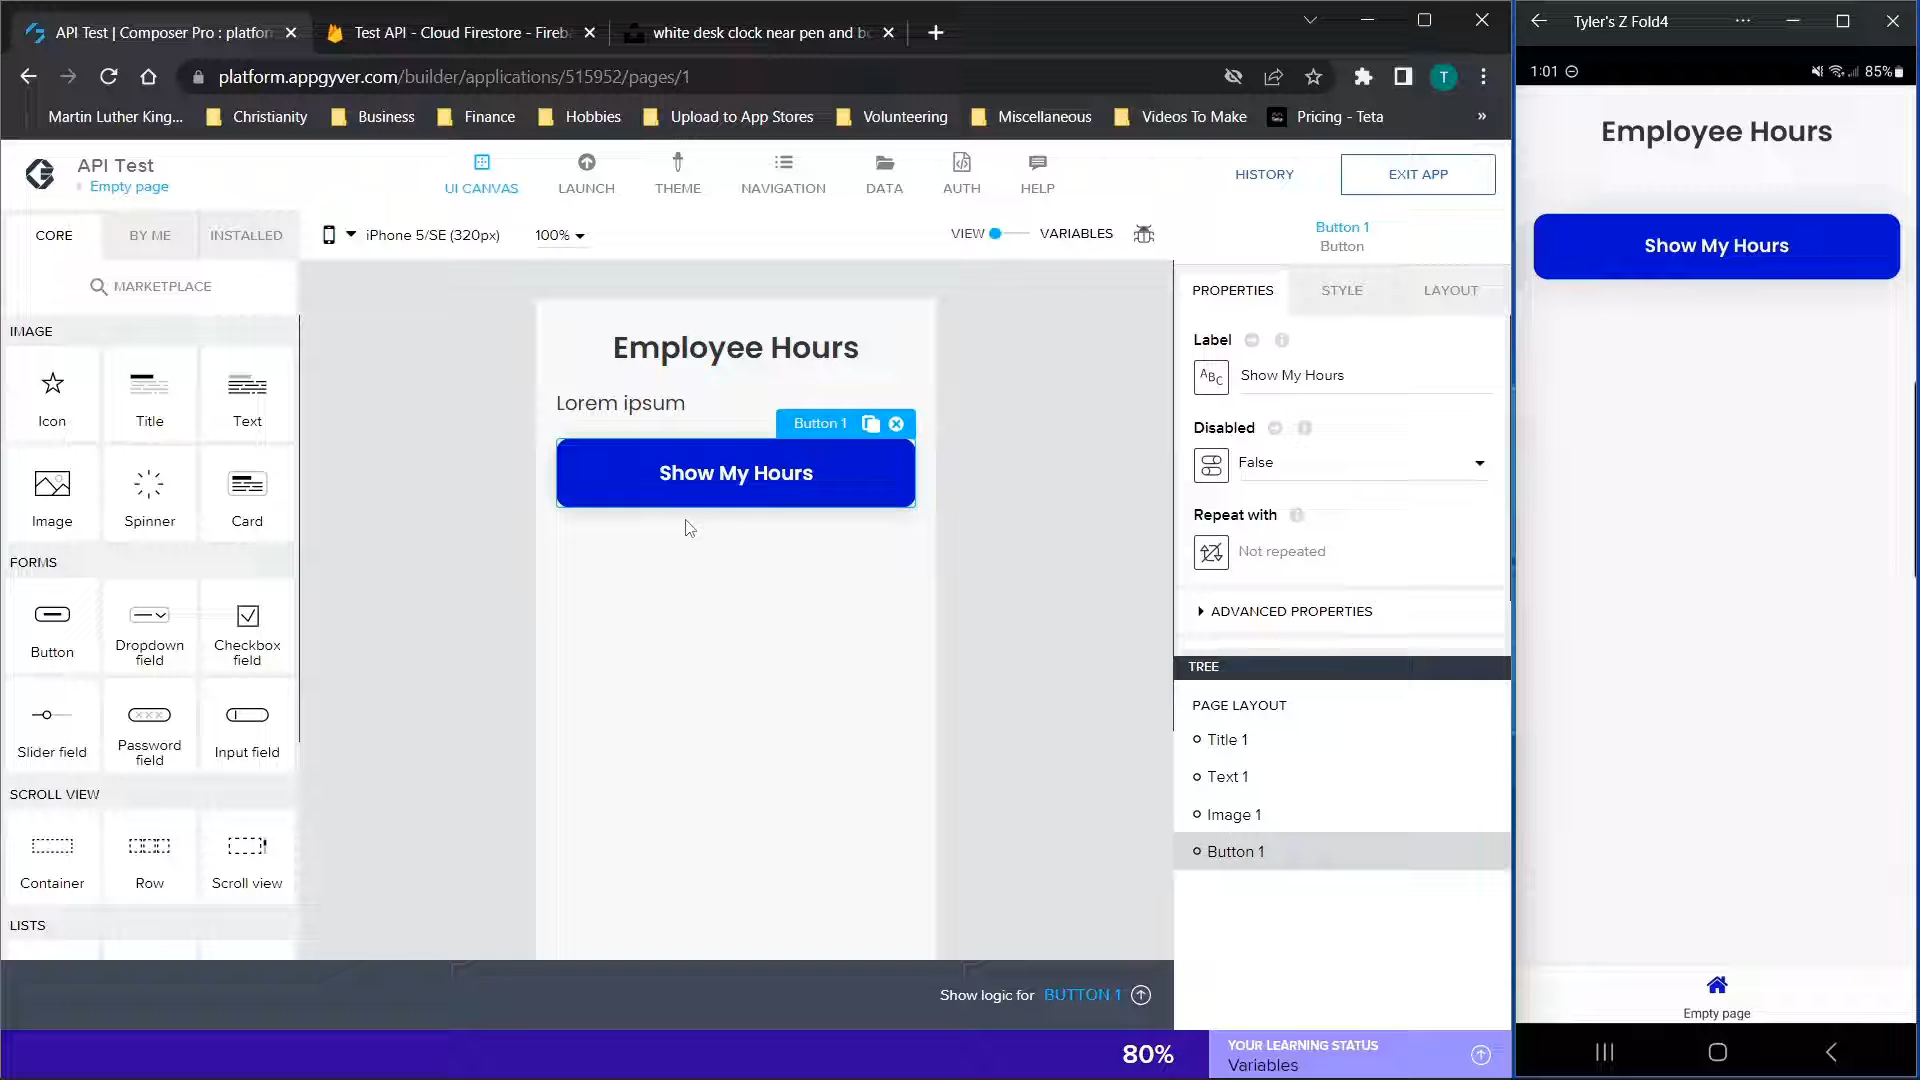 API Test | Composer Pro : platfor
Test API - Cloud Firestore - Fireb
white desk clock near pen and b
Tyler's Z Fold4
platform.appgyver.com/builder/applications/515952/pages/1
T
1:01
85%
Martin Luther King...
Christianity
Business
Finance
Hobbies
Upload to App Stores
Volunteering
Miscellaneous
Videos To Make
Pricing - Teta
»
API Test
Empty page
UI CANVAS
LAUNCH
THEME
NAVIGATION
DATA
AUTH
HELP
HISTORY
EXIT APP
CORE
BY ME
INSTALLED
iPhone 5/SE (320px)
100%
VIEW
VARIABLES
Button 1
Button
MARKETPLACE
PROPERTIES
STYLE
LAYOUT
IMAGE
Icon
Title
Text
Image
Spinner
Card
FORMS
Button
Dropdown field
Checkbox field
Slider field
Password field
Input field
SCROLL VIEW
Container
Row
Scroll view
LISTS
Employee Hours
Lorem ipsum
Button 1
Show My Hours
Label
ABC
Show My Hours
Disabled
False
Repeat with
Not repeated
ADVANCED PROPERTIES
TREE
PAGE LAYOUT
Title 1
Text 1
Image 1
Button 1
Show logic for BUTTON 1
80%
YOUR LEARNING STATUS
Variables
Employee Hours
Show My Hours
Empty page